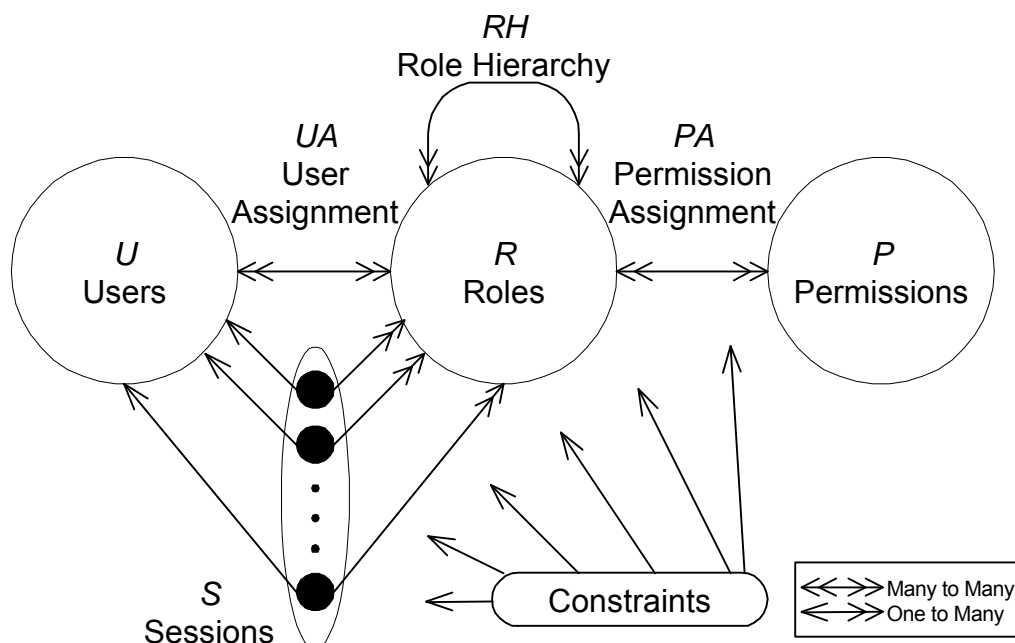 RH
Role Hierarchy
UA
User
Assignment
PA
Permission
Assignment
U
Users
R
Roles
P
Permissions
S
Sessions
Constraints
Many to Many
One to Many